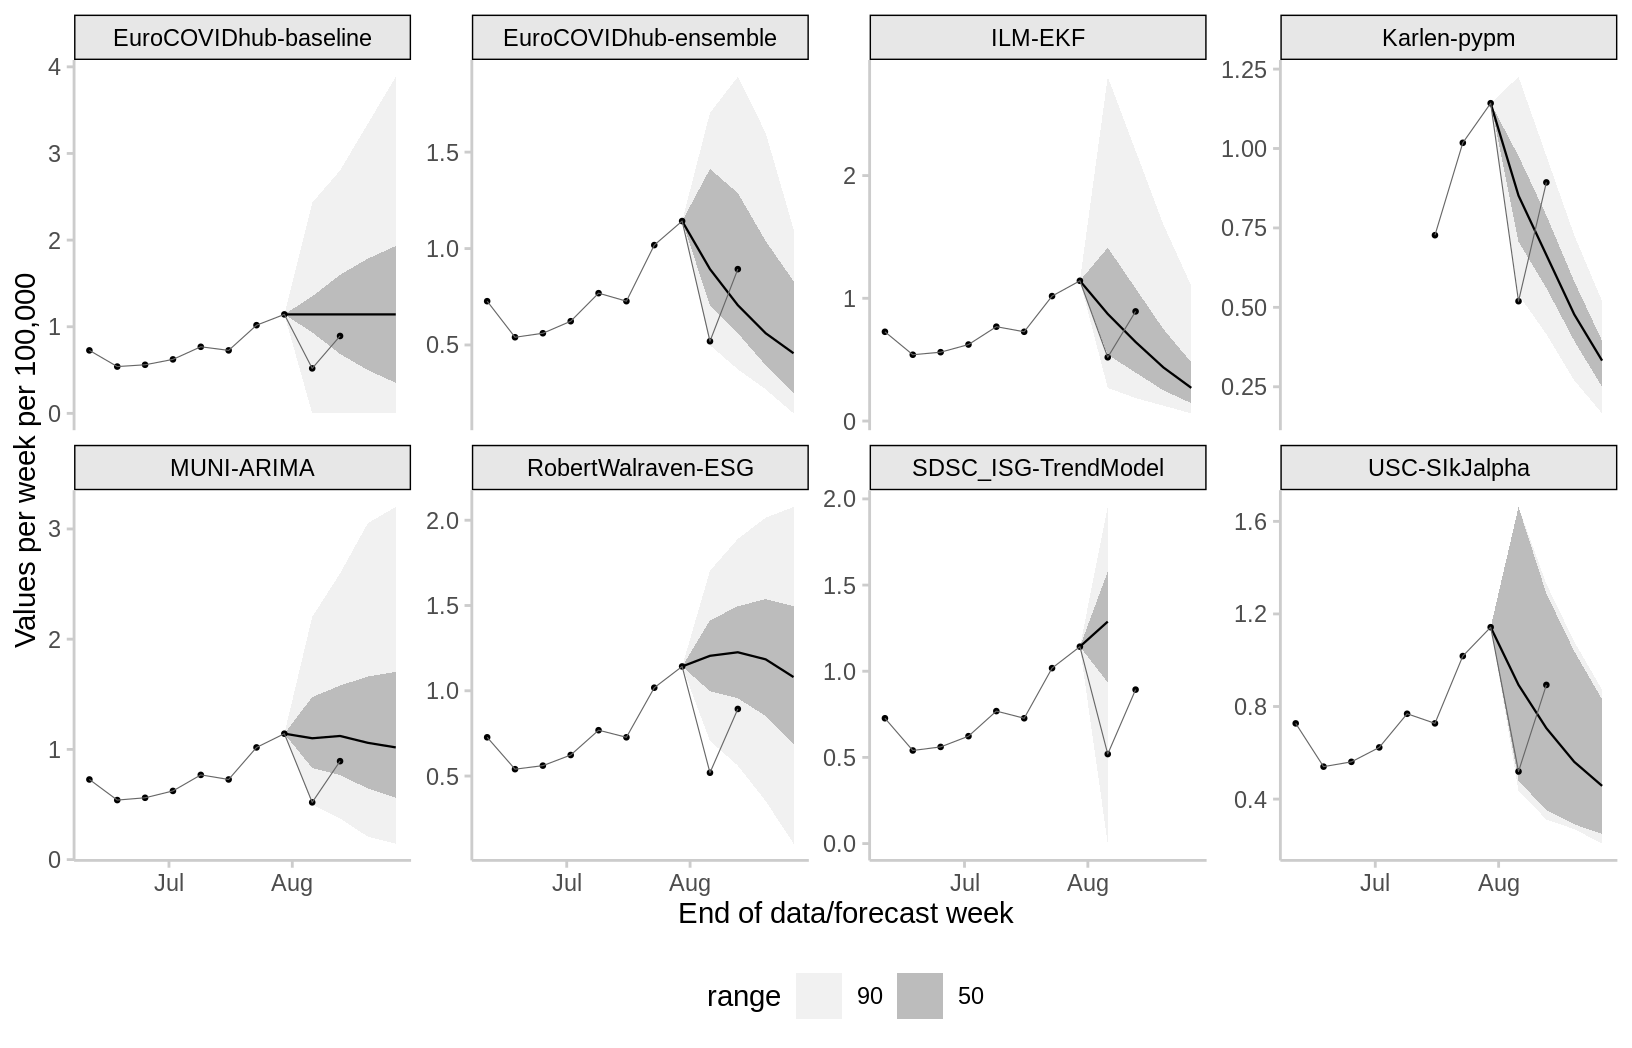 EuroCOVIDhub-baseline
EuroCOVIDhub-ensemble
ILM-EKF
Karlen-pypm
4
3
2
1
0
1.5
1.0
0.5
2
1
0
1.25
1.00
0.75
0.50
0.25
Values per week per 100,000
MUNI-ARIMA
RobertWalraven-ESG
SDSC_ISG-TrendModel
USC-SIkJalpha
3
2
1
0
2.0
1.5
1.0
0.5
2.0
1.5
1.0
0.5
0.0
1.6
1.2
0.8
0.4
Jul Aug
Jul Aug
Jul Aug
Jul Aug
End of data/forecast week
range 90 50